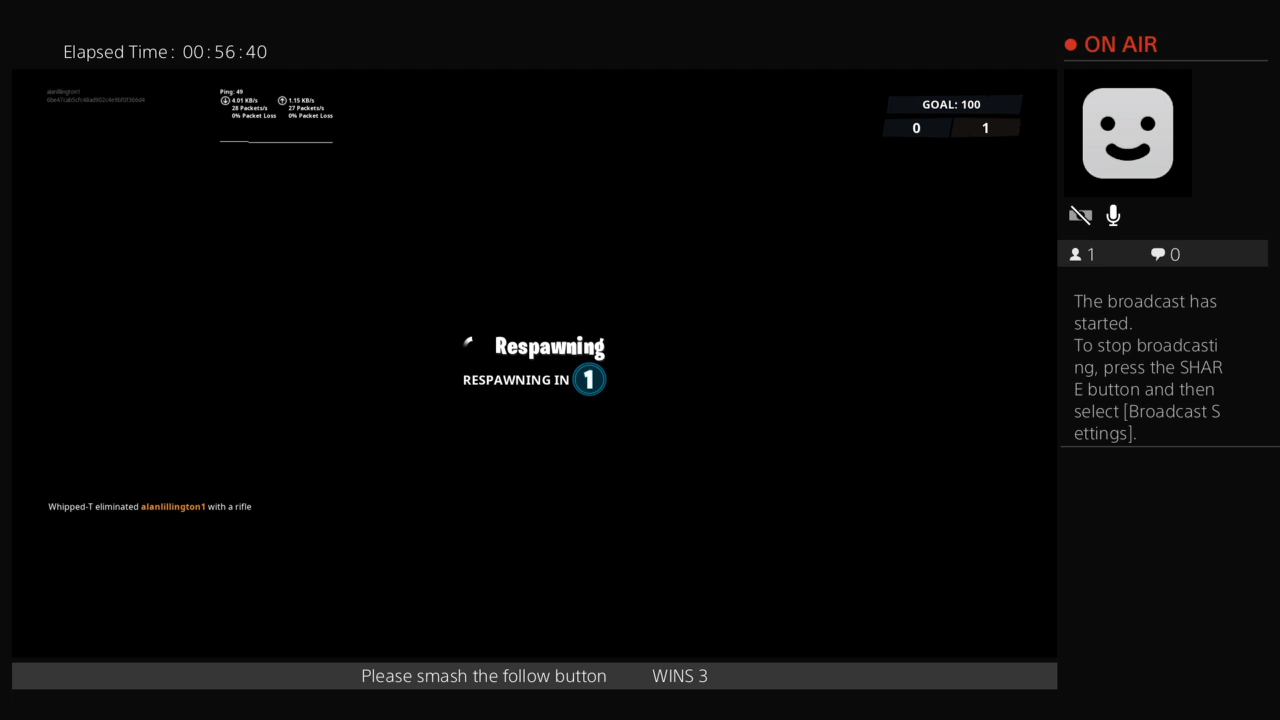 Elapsed Time: 00:56:40
ON AIR
alanlillington1
Ping: 49
4.01 KB/s 1.15 KB/s
28 Packets/s 27 Packets/s
0% Packet Loss 0% Packet Loss
GOAL: 100
0 1
1 0
The broadcast has
started.
To stop broadcasti
ng, press the SHAR
E button and then
select [Broadcast S
ettings].
Respawning
RESPAWNING IN 1
Whipped-T eliminated alanlillington1 with a rifle
Please smash the follow button WINS 3